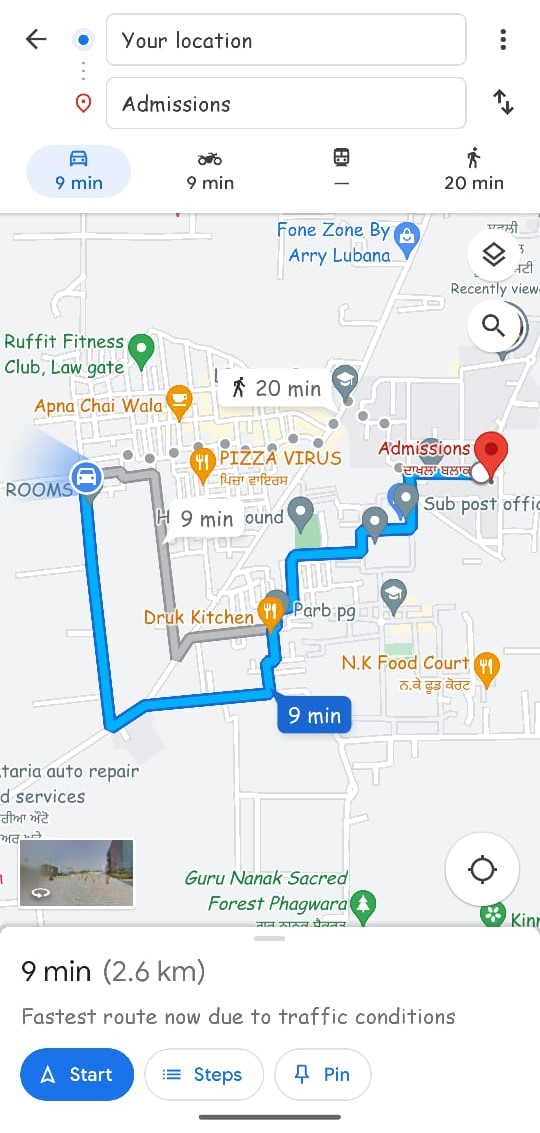 Your location
Admissions
9 min
9 min
—
20 min
Fone Zone By
Arry Lubana
Recently view
Ruffit Fitness
Club, Law gate
20 min
Apna Chai Wala
Admissions
ਦਾਖਲਾ ਬਲਾਕ
PIZZA VIRUS
ਪਿਜ਼ਾ ਵਾਇਰਸ
ROOMS
Sub post offic
H
9 min
ound
Druk Kitchen
Parb pg
N.K Food Court
ਨ.ਕੇ ਫੂਡ ਕੋਰਟ
9 min
taria auto repair
d services
ਰੀਆ ਔਟੋ
Guru Nanak Sacred
Forest Phagwara
Kinr
9 min (2.6 km)
Fastest route now due to traffic conditions
Start
Steps
Pin